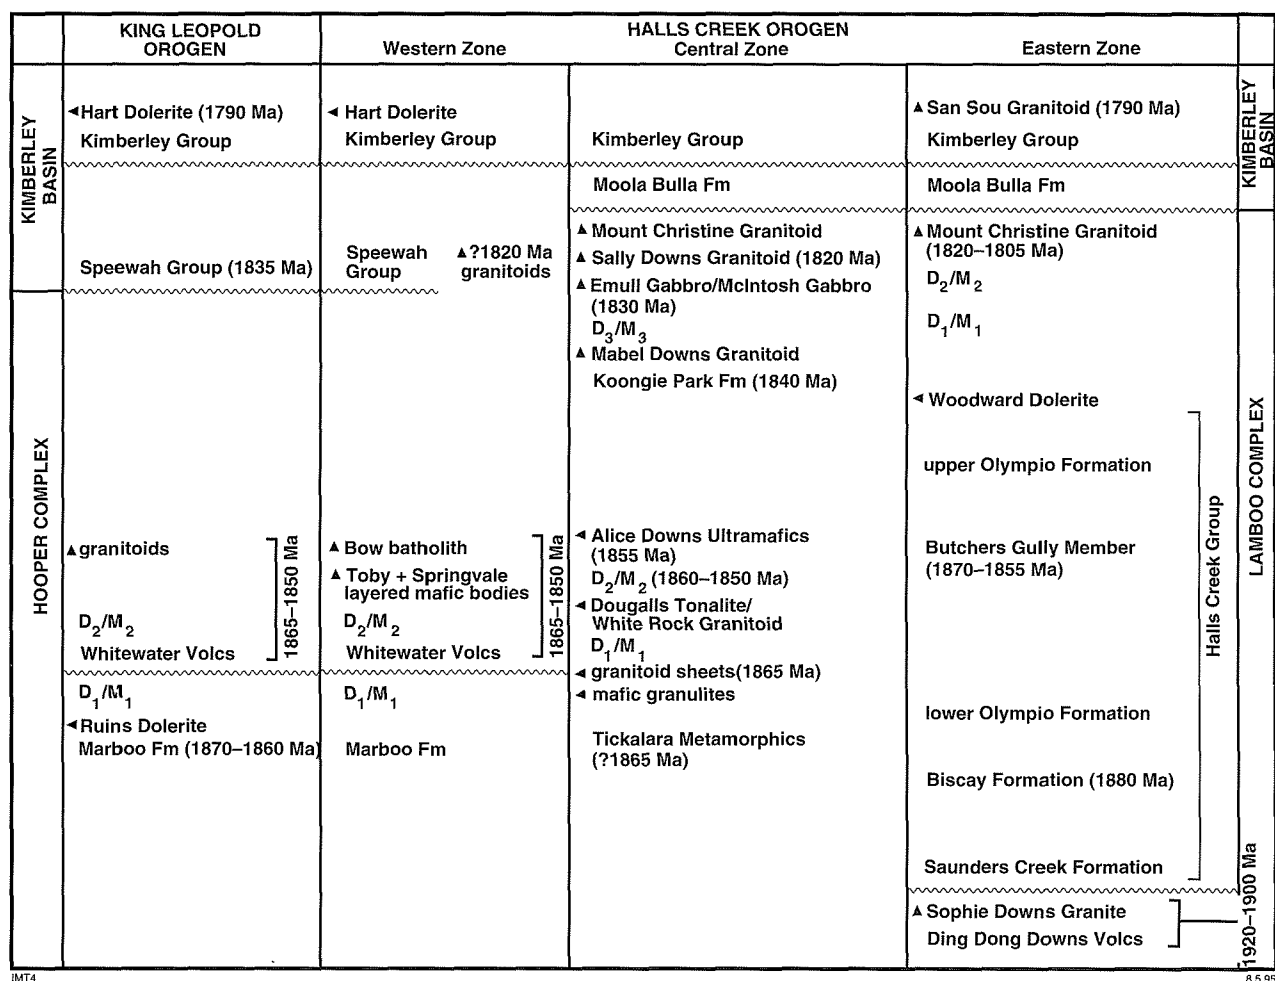 KING LEOPOLD
OROGEN
HALLS CREEK OROGEN
Western Zone
Central Zone
Eastern Zone
KIMBERLEY
BASIN
HOOPER COMPLEX
◄Hart Dolerite (1790 Ma)
Kimberley Group
Speewah Group (1835 Ma)
▲granitoids
D2/M2
Whitewater Volcs
1865–1850 Ma
D1/M1
◄Ruins Dolerite
Marboo Fm (1870–1860 Ma)
◄ Hart Dolerite
Kimberley Group
Speewah
Group
▲?1820 Ma
granitoids
▲ Bow batholith
▲ Toby + Springvale
layered mafic bodies
D2/M2
Whitewater Volcs
1865–1850 Ma
D1/M1
Marboo Fm
Kimberley Group
Moola Bulla Fm
▲ Mount Christine Granitoid
▲ Sally Downs Granitoid (1820 Ma)
▲ Emull Gabbro/McIntosh Gabbro
(1830 Ma)
D3/M3
▲ Mabel Downs Granitoid
Koongie Park Fm (1840 Ma)
◄ Alice Downs Ultramafics
(1855 Ma)
D2/M2 (1860–1850 Ma)
◄ Dougalls Tonalite/
White Rock Granitoid
D1/M1
◄ granitoid sheets(1865 Ma)
◄ mafic granulites
Tickalara Metamorphics
(?1865 Ma)
▲ San Sou Granitoid (1790 Ma)
Kimberley Group
Moola Bulla Fm
▲ Mount Christine Granitoid
(1820–1805 Ma)
D2/M2
D1/M1
◄ Woodward Dolerite
upper Olympio Formation
Butchers Gully Member
(1870–1855 Ma)
lower Olympio Formation
Biscay Formation (1880 Ma)
Saunders Creek Formation
Halls Creek Group
▲ Sophie Downs Granite
Ding Dong Downs Volcs
KIMBERLEY
BASIN
LAMBOO COMPLEX
1920–1900 Ma
IMT4
8.5.95